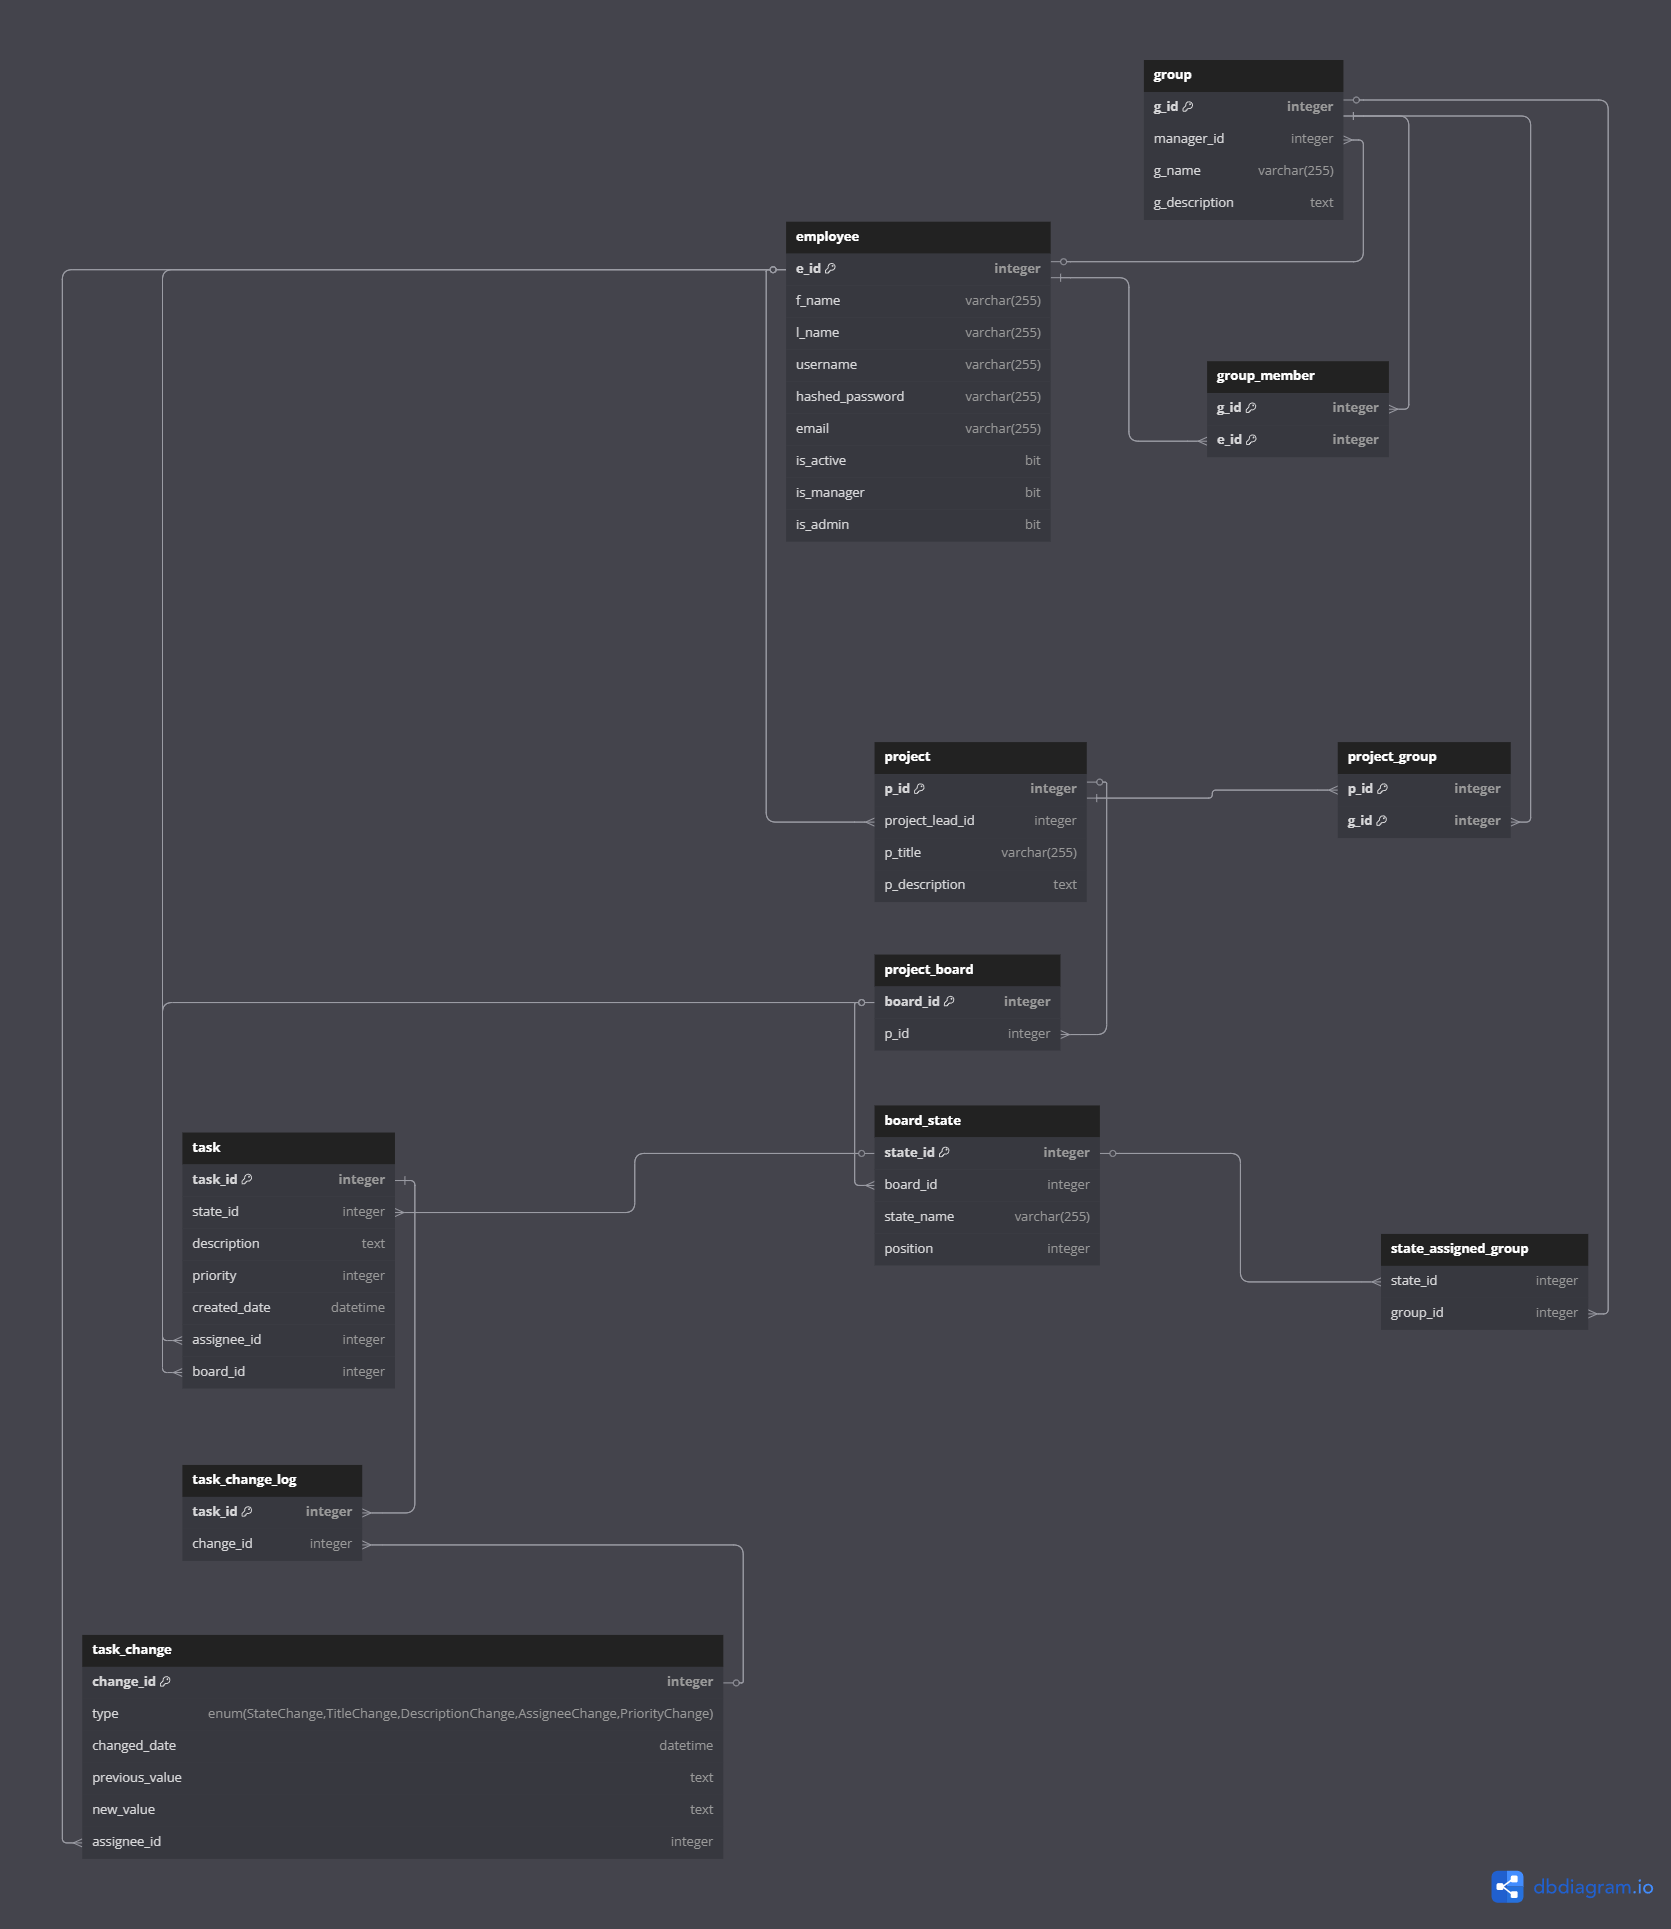 group
g_id integer
manager_id integer
g_name varchar(255)
g_description text
employee
e_id integer
f_name varchar(255)
l_name varchar(255)
username varchar(255)
hashed_password varchar(255)
email varchar(255)
is_active bit
is_manager bit
is_admin bit
group_member
g_id integer
e_id integer
project
p_id integer
project_lead_id integer
p_title varchar(255)
p_description text
project_group
p_id integer
g_id integer
project_board
board_id integer
p_id integer
board_state
state_id integer
board_id integer
state_name varchar(255)
position integer
task
task_id integer
state_id integer
description text
priority integer
created_date datetime
assignee_id integer
board_id integer
state_assigned_group
state_id integer
group_id integer
task_change_log
task_id integer
change_id integer
task_change
change_id integer
type enum(StateChange,TitleChange,DescriptionChange,AssigneeChange,PriorityChange)
changed_date datetime
previous_value text
new_value text
assignee_id integer
dbdiagram.io